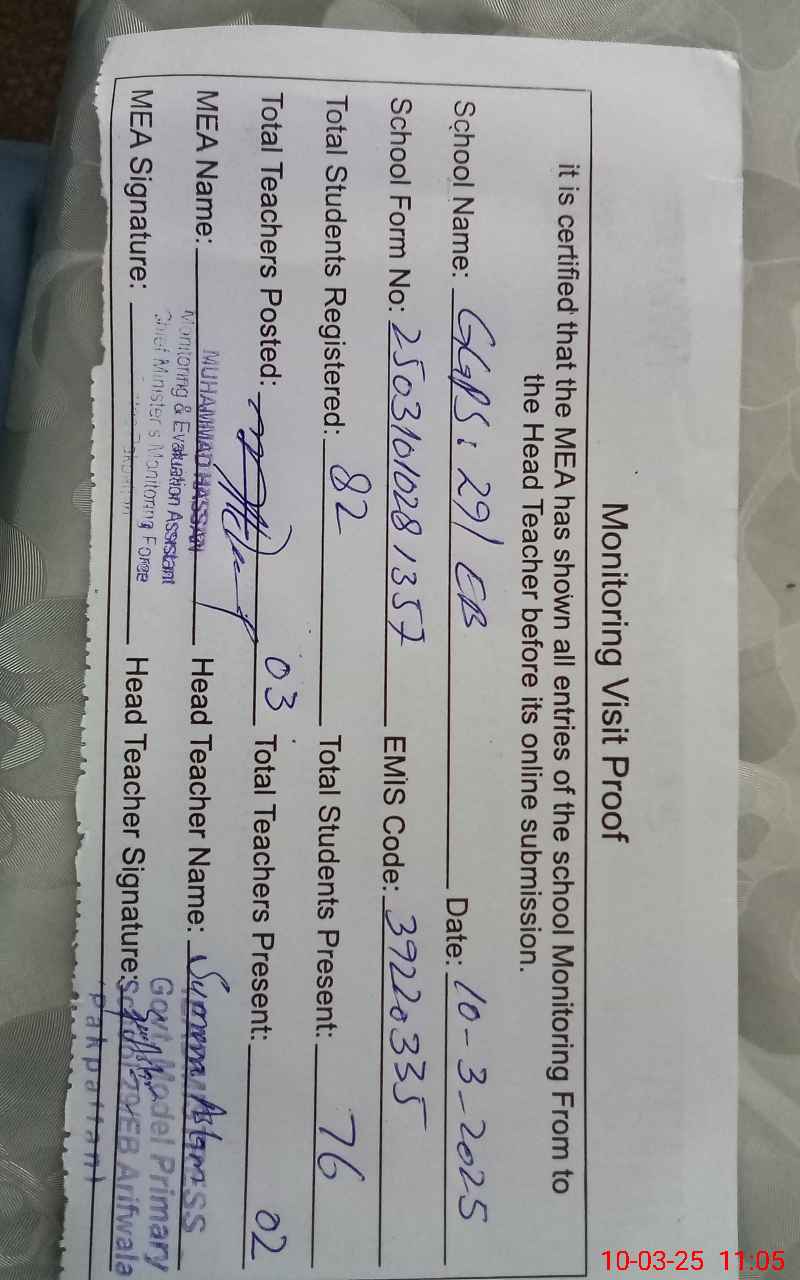 Monitoring Visit Proof
it is certified that the MEA has shown all entries of the school Monitoring From to
the Head Teacher before its online submission.
School Name: GGPS: 29/EB Date: 10-3-2025
School Form No: 2503101028 1357 EMIS Code: 39220335
Total Students Registered: 82 Total Students Present: 76
Total Teachers Posted: 03 Total Teachers Present: 02
MEA Name: MUHAMMAD HASSAN Head Teacher Name: Aslam
Monitoring & Evaluation Assistant
Chief Minister's Monitoring Force
MEA Signature: Head Teacher Signature:
Govt Model Primary
EB Arifwala
Pakpattan
10-03-25 11:05